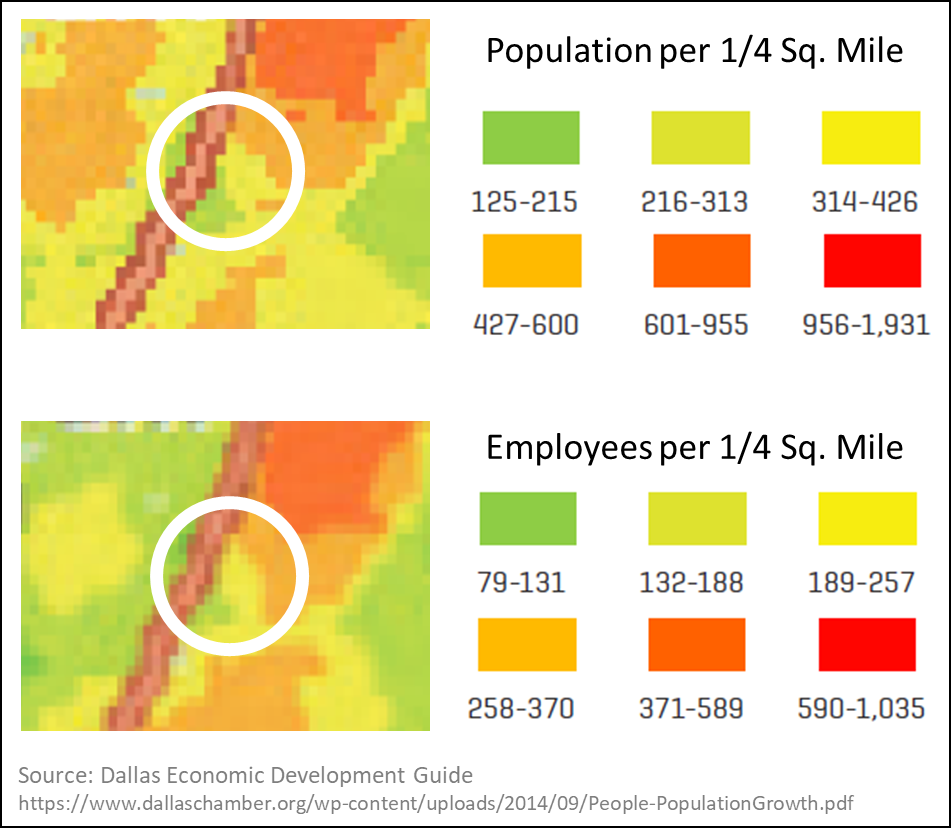 Population per 1/4 Sq. Mile
125-215 216-313 314-426
427-600 601-955 956-1,931
Employees per 1/4 Sq. Mile
79-131 132-188 189-257
258-370 371-589 590-1,035
Source: Dallas Economic Development Guide
https://www.dallaschamber.org/wp-content/uploads/2014/09/People-PopulationGrowth.pdf